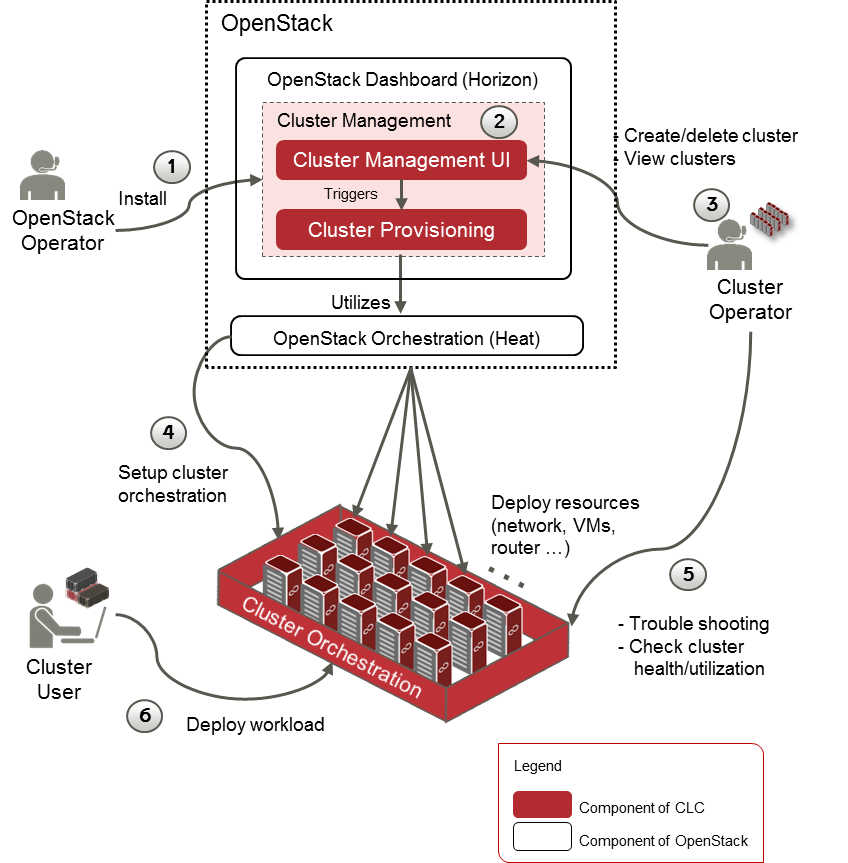 OpenStack
OpenStack Dashboard (Horizon)
Cluster Management
2
Cluster Management UI
Triggers
Cluster Provisioning
Utilizes
OpenStack Orchestration (Heat)
1
Install
OpenStack
Operator
- Create/delete cluster
- View clusters
3
Cluster
Operator
4
Setup cluster
orchestration
Deploy resources
(network, VMs,
router ...)
5
- Trouble shooting
- Check cluster
health/utilization
Cluster Orchestration
Cluster
User
6
Deploy workload
Legend
Component of CLC
Component of OpenStack